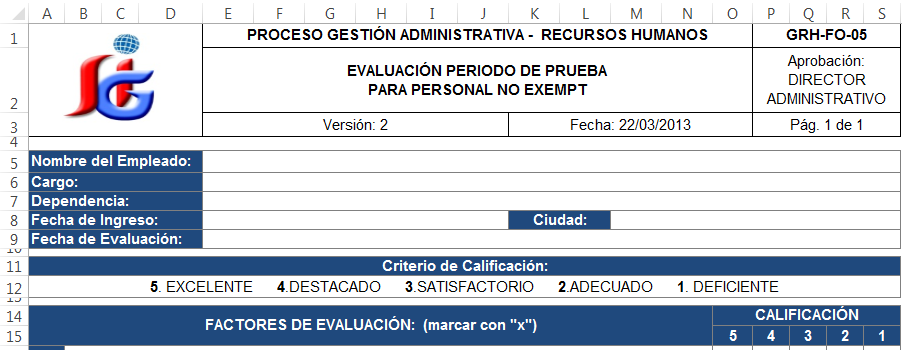 A B C D E F G H I J K L M N O P Q R S
1 PROCESO GESTIÓN ADMINISTRATIVA - RECURSOS HUMANOS GRH-FO-05
EVALUACIÓN PERIODO DE PRUEBA
PARA PERSONAL NO EXEMPT
Aprobación:
DIRECTOR
2 ADMINISTRATIVO
3 Versión: 2 Fecha: 22/03/2013 Pág. 1 de 1
4
5 Nombre del Empleado:
6 Cargo:
7 Dependencia:
8 Fecha de Ingreso: Ciudad:
9 Fecha de Evaluación:
11 Criterio de Calificación:
12 5. EXCELENTE 4.DESTACADO 3.SATISFACTORIO 2.ADECUADO 1. DEFICIENTE
14 FACTORES DE EVALUACIÓN: (marcar con "x") CALIFICACIÓN
15 5 4 3 2 1